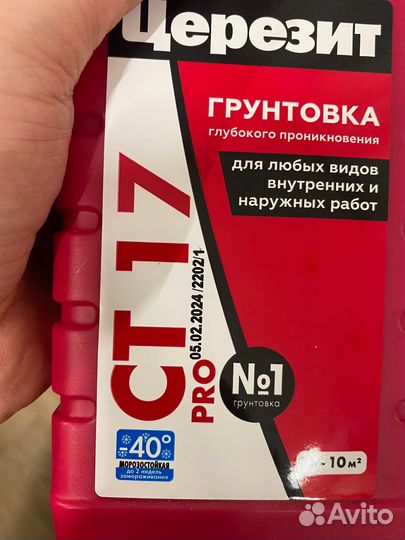 Церезит
ГРУНТОВКА
глубокого проникновения
для любых видов
внутренних и
наружных работ
СТ 17
PRO
05.02.2024/2202/1
№1
грунтовка
-40°
МОРОЗОСТОЙКАЯ
до 2 недель
замораживания
- 10 м²
Avito